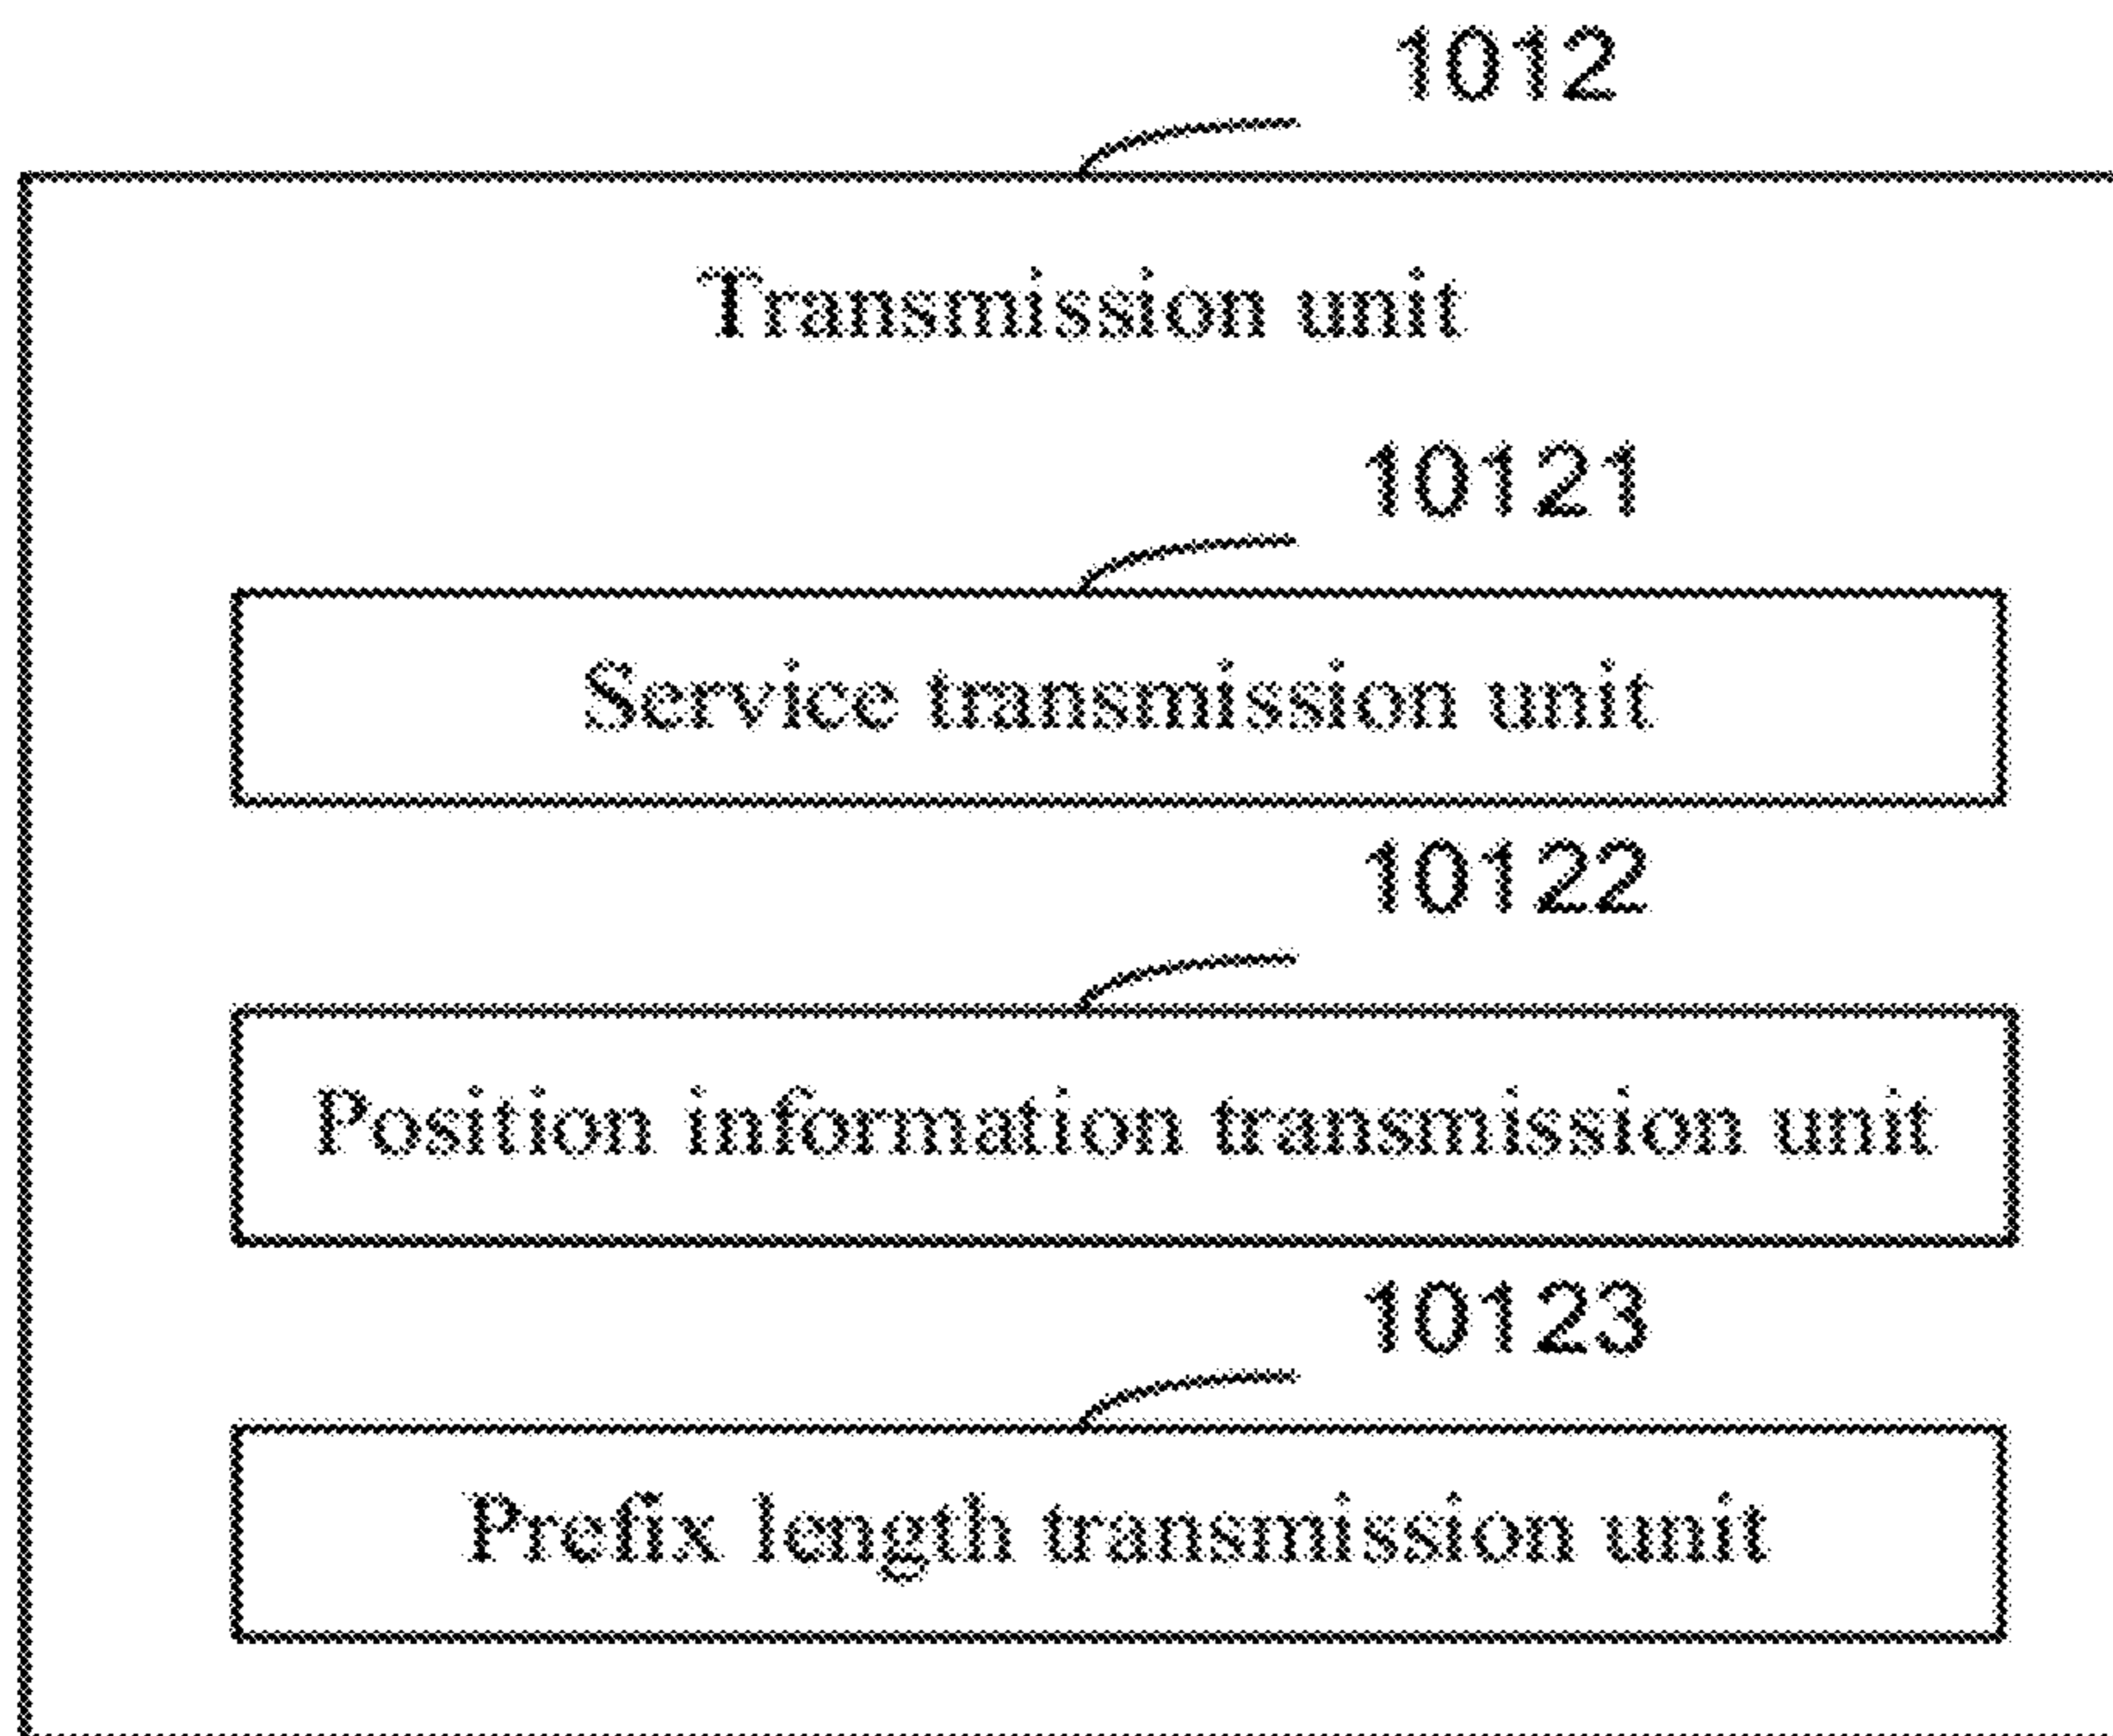 1012
Transmission unit
10121
Service transmission unit
10122
Position information transmission unit
10123
Prefix length transmission unit